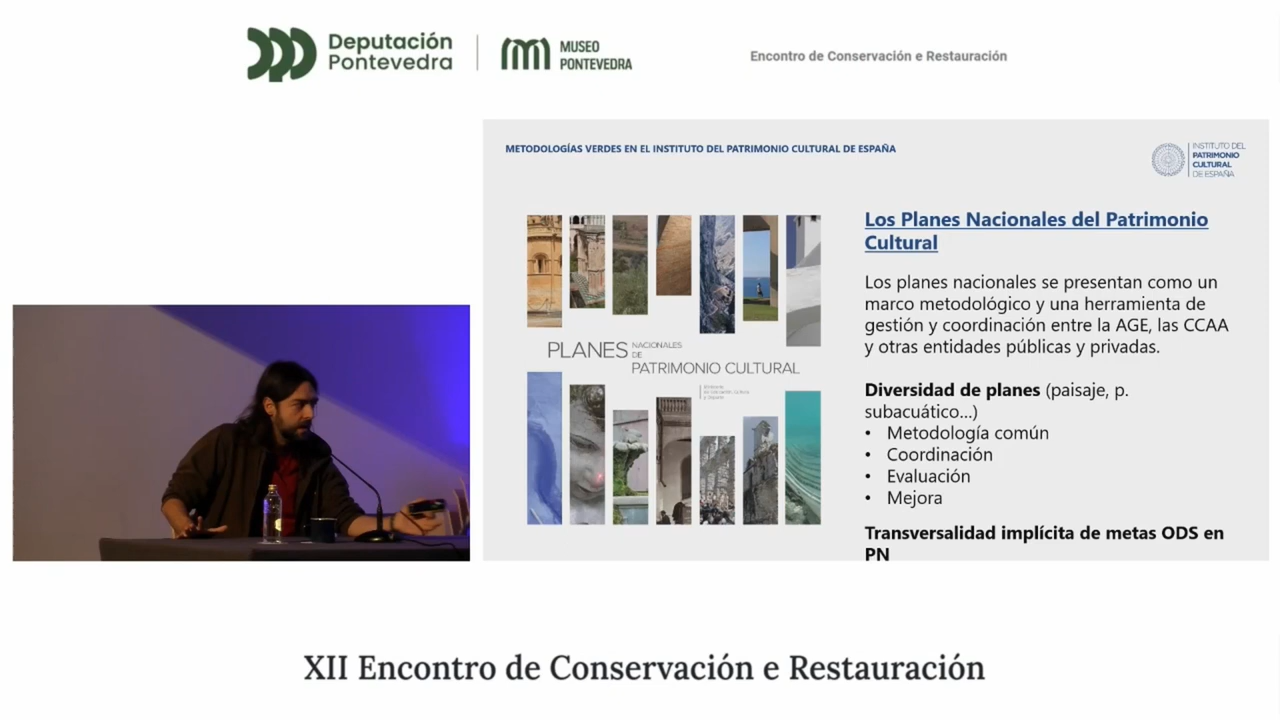 Deputación
Pontevedra
MUSEO
PONTEVEDRA
Encontro de Conservación e Restauración
METODOLOGÍAS VERDES EN EL INSTITUTO DEL PATRIMONIO CULTURAL DE ESPAÑA
INSTITUTO DEL
PATRIMONIO
CULTURAL
DE ESPAÑA
PLANES NACIONALES
DE
PATRIMONIO CULTURAL
Los Planes Nacionales del Patrimonio
Cultural
Los planes nacionales se presentan como un
marco metodológico y una herramienta de
gestión y coordinación entre la AGE, las CCAA
y otras entidades públicas y privadas.
Diversidad de planes (paisaje, p.
subacuático...)
• Metodología común
• Coordinación
• Evaluación
• Mejora
Transversalidad implícita de metas ODS en
PN
XII Encontro de Conservación e Restauración